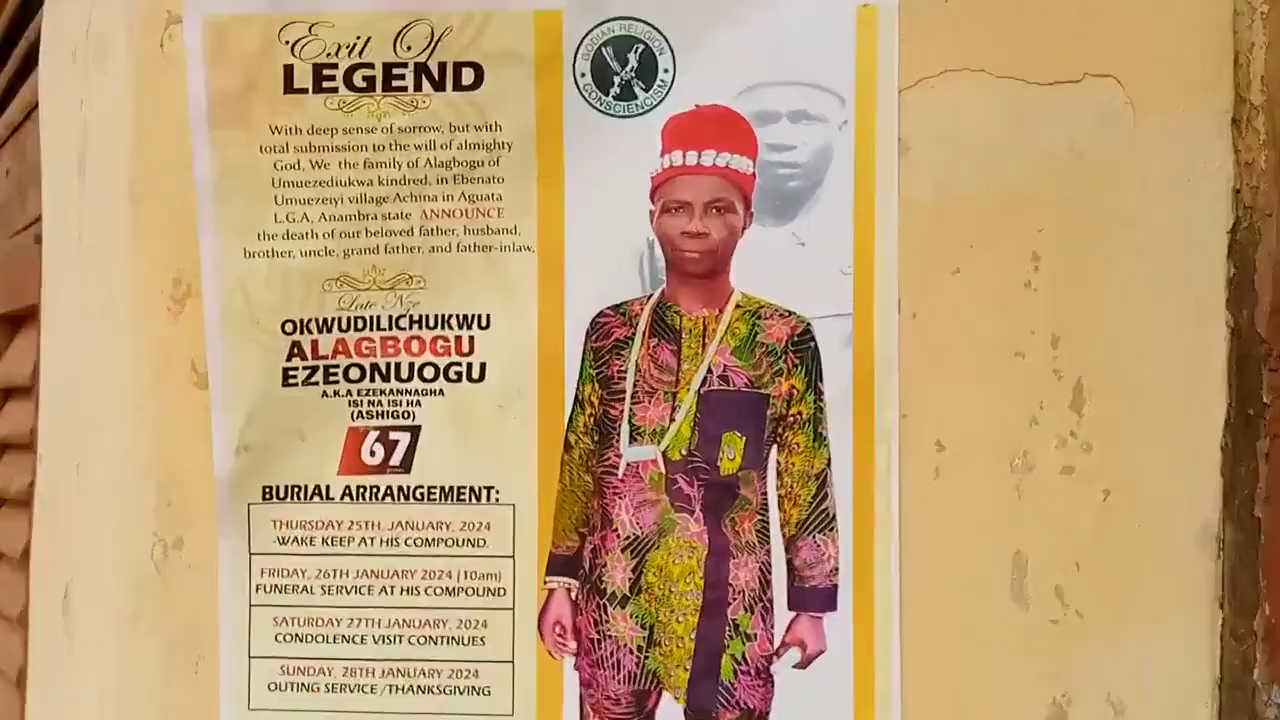 Exit Of
LEGEND
With deep sense of sorrow, but with
total submission to the will of almighty
God, We the family of Alagbogu of
Umuezediukwa kindred, in Ebenato
Umuezeiyi village Achina in Aguata
L.G.A, Anambra state ANNOUNCE
the death of our beloved father, husband,
brother, uncle, grand father, and father-inlaw,
Late Nze
OKWUDILICHUKWU
ALAGBOGU
EZEONUOGU
A.K.A EZEKANNAGHA
ISI NA ISI HA
(ASHIGO)
67
BURIAL ARRANGEMENT:
THURSDAY 25TH, JANUARY, 2024
-WAKE KEEP AT HIS COMPOUND.
FRIDAY, 26TH JANUARY 2024 (10am)
FUNERAL SERVICE AT HIS COMPOUND
SATURDAY 27TH JANUARY, 2024
CONDOLENCE VISIT CONTINUES
SUNDAY, 28TH JANUARY 2024
OUTING SERVICE /THANKSGIVING
GODIAN RELIGION
CONSCIENCISM